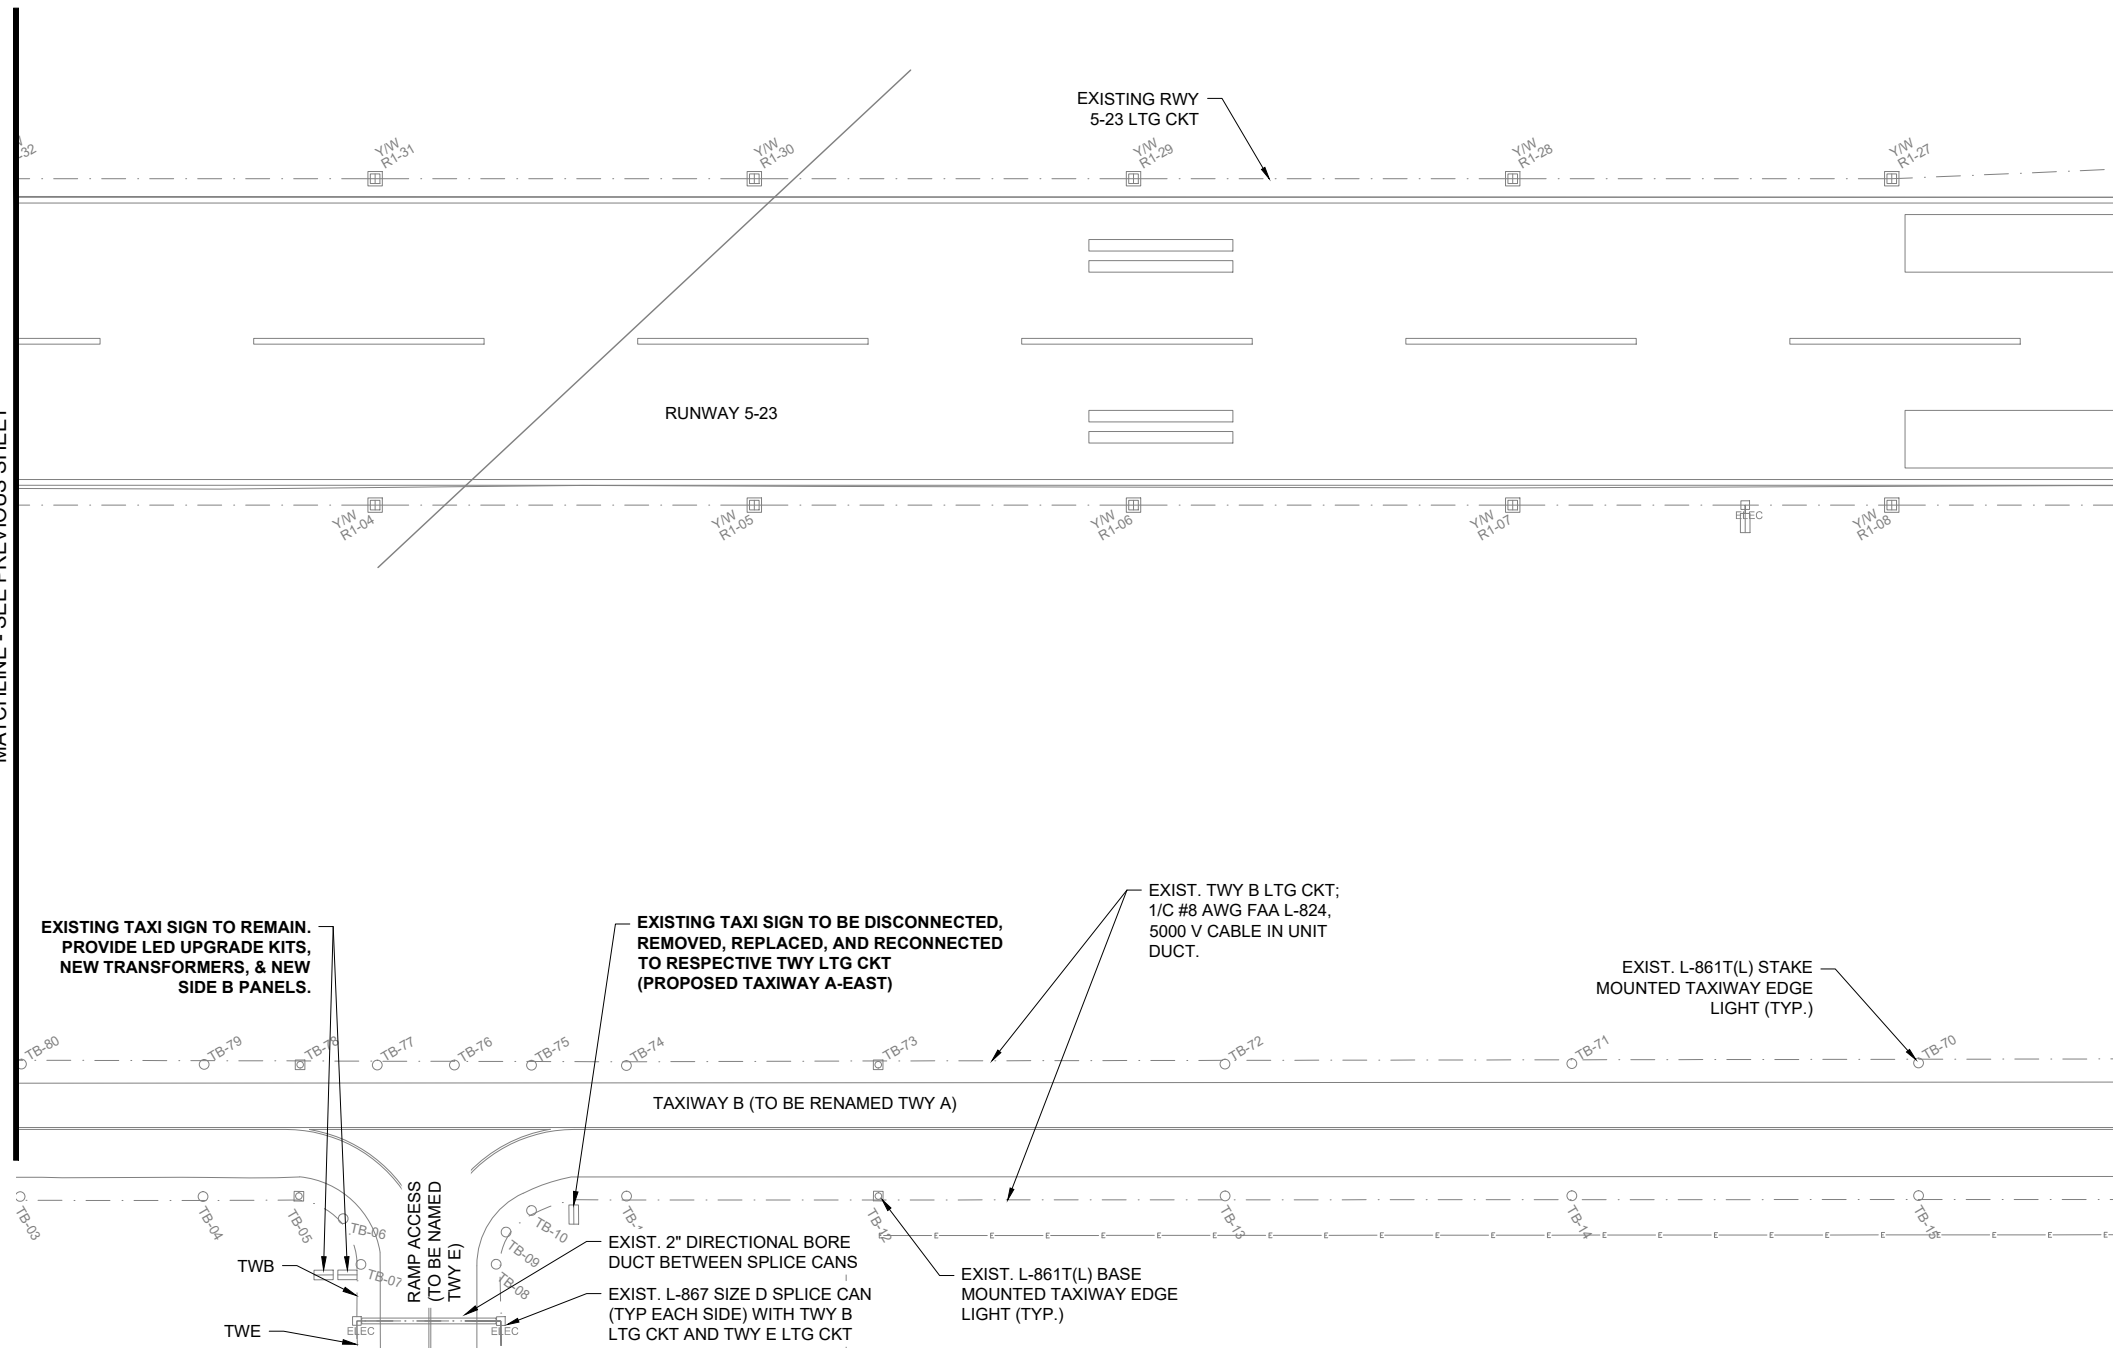 EXISTING RWY
5-23 LTG CKT
Y/W
R1-31
Y/W
R1-30
Y/W
R1-29
Y/W
R1-28
Y/W
R1-27
RUNWAY 5-23
Y/W
R1-04
Y/W
R1-05
Y/W
R1-06
Y/W
R1-07
ELEC
Y/W
R1-08
MATCHLINE - SEE PREVIOUS SHEET
EXISTING TAXI SIGN TO REMAIN.
PROVIDE LED UPGRADE KITS,
NEW TRANSFORMERS, & NEW
SIDE B PANELS.
EXISTING TAXI SIGN TO BE DISCONNECTED,
REMOVED, REPLACED, AND RECONNECTED
TO RESPECTIVE TWY LTG CKT
(PROPOSED TAXIWAY A-EAST)
EXIST. TWY B LTG CKT;
1/C #8 AWG FAA L-824,
5000 V CABLE IN UNIT
DUCT.
EXIST. L-861T(L) STAKE
MOUNTED TAXIWAY EDGE
LIGHT (TYP.)
TB-80
TB-79
TB-78
TB-77
TB-76
TB-75
TB-74
TB-73
TB-72
TB-71
TB-70
TAXIWAY B (TO BE RENAMED TWY A)
TB-03
TB-04
TB-05
TB-06
TB-07
RAMP ACCESS
(TO BE NAMED
TWY E)
TB-08
TB-09
TB-10
TB-12
TB-13
TB-14
TB-15
E E E E E E E E E E E E E E E E E E E E E E
TWB
TWE
ELEC
ELEC
EXIST. 2" DIRECTIONAL BORE
DUCT BETWEEN SPLICE CANS
EXIST. L-867 SIZE D SPLICE CAN
(TYP EACH SIDE) WITH TWY B
LTG CKT AND TWY E LTG CKT
EXIST. L-861T(L) BASE
MOUNTED TAXIWAY EDGE
LIGHT (TYP.)